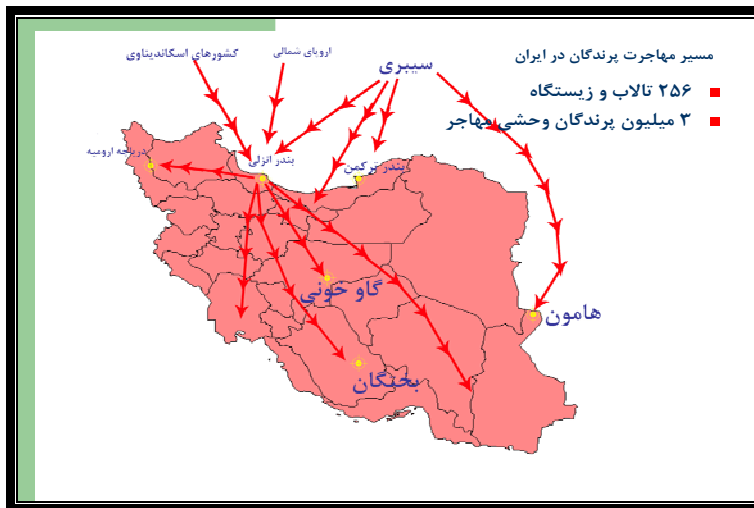 مسیر مهاجرت پرندگان در ایران
۲۵۶ تالاب و زیستگاه
۳ میلیون پرندگان وحشی مهاجر
سیبری
اروپای شمالی
کشورهای اسکاندیناوی
دریاچه ارومیه
بندر انزلی
بندر ترکمن
گاو خونی
هامون
بختگان